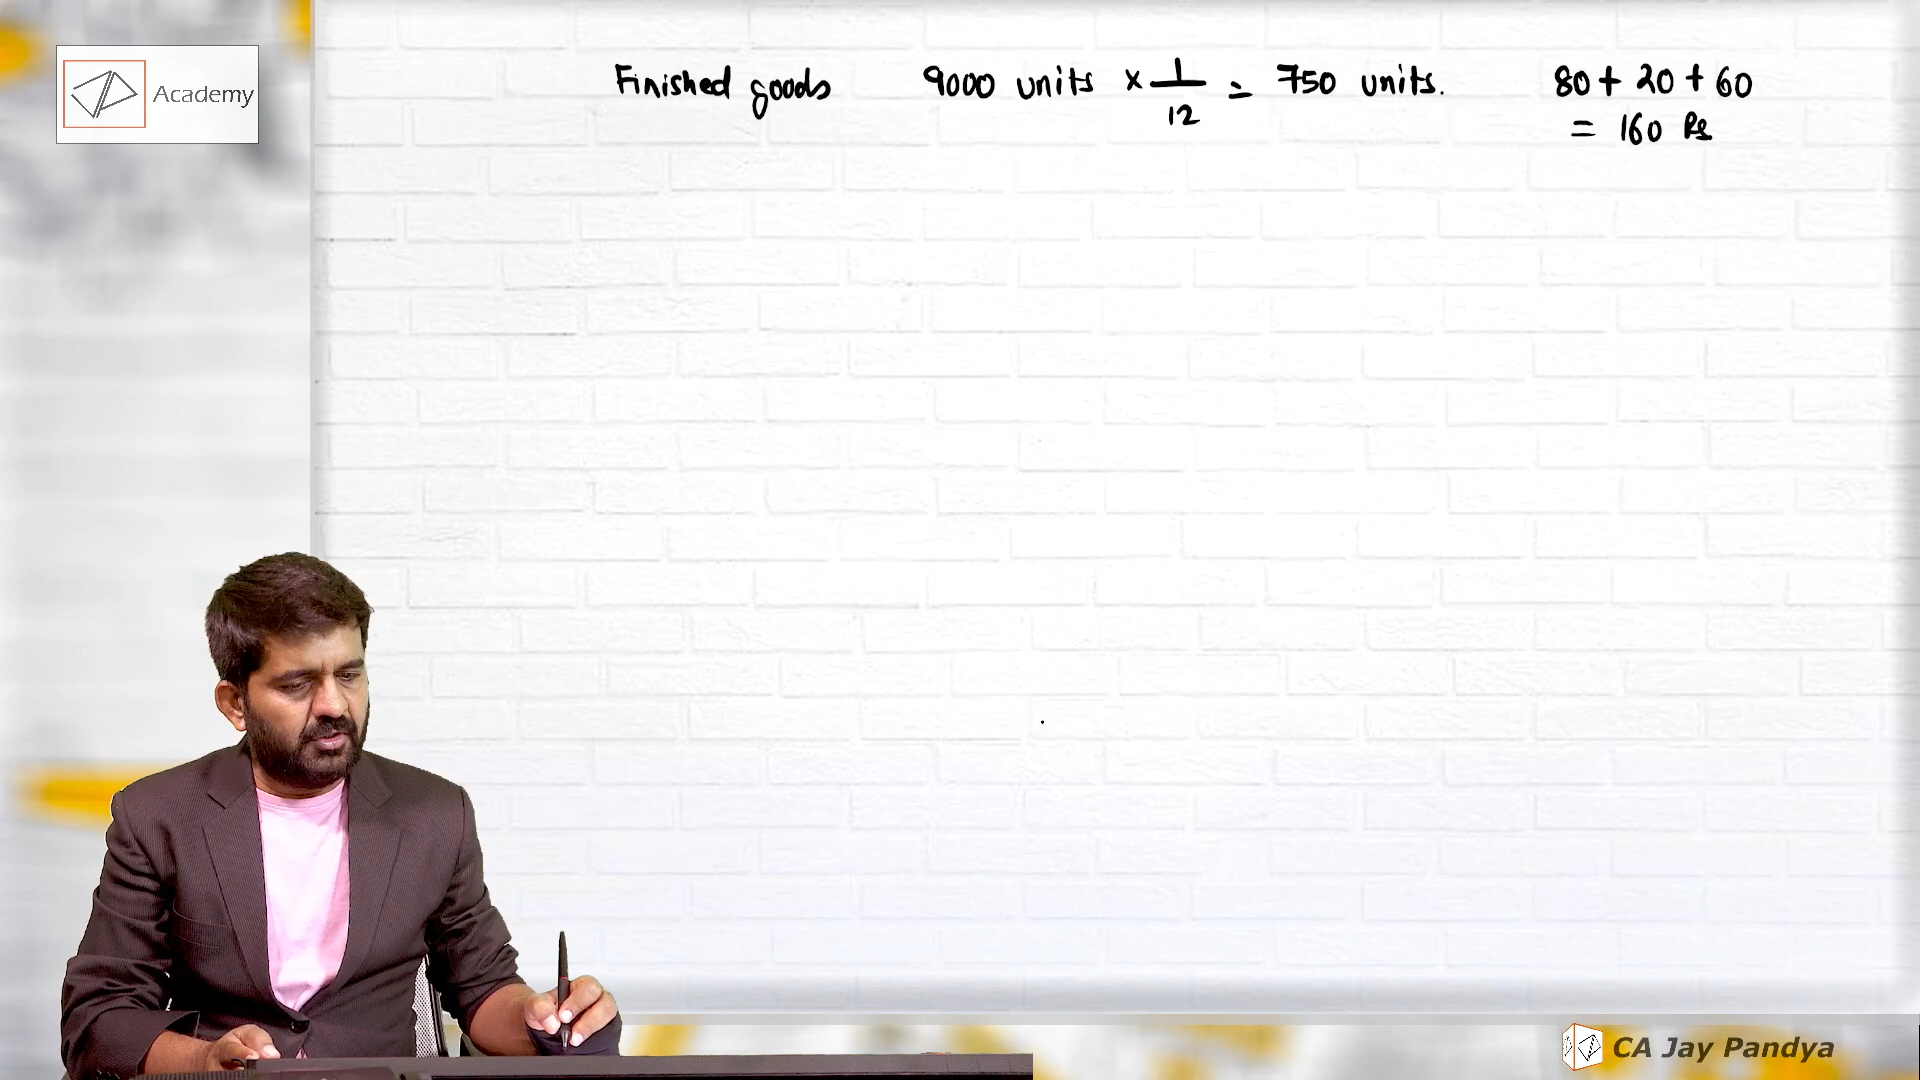 Academy
Finished goods 9000 units × 1/12 = 750 units. 80 + 20 + 60
= 160 Rs
CA Jay Pandya